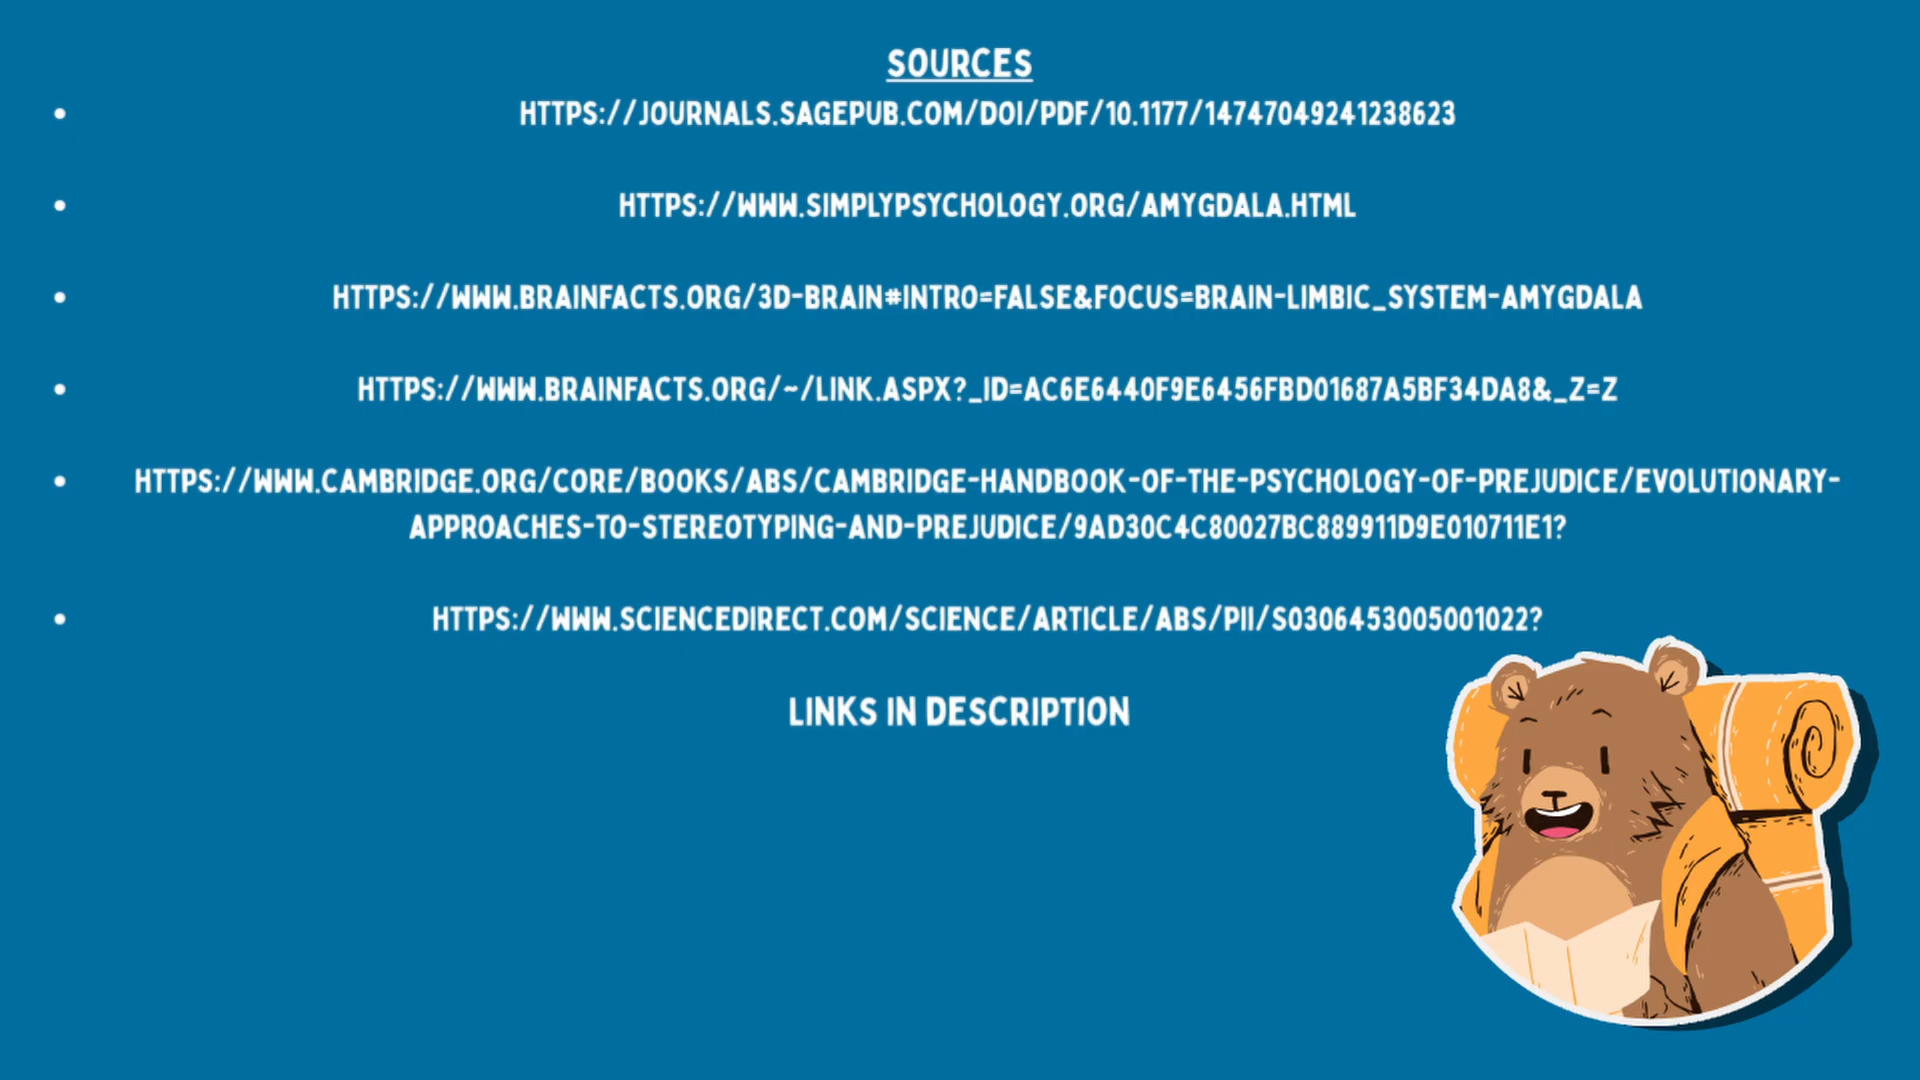 SOURCES
HTTPS://JOURNALS.SAGEPUB.COM/DOI/PDF/10.1177/14747049241238623
HTTPS://WWW.SIMPLYPSYCHOLOGY.ORG/AMYGDALA.HTML
HTTPS://WWW.BRAINFACTS.ORG/3D-BRAIN#INTRO=FALSE&FOCUS=BRAIN-LIMBIC_SYSTEM-AMYGDALA
HTTPS://WWW.BRAINFACTS.ORG/~/LINK.ASPX?_ID=AC6E6440F9E6456FBD01687A5BF34DA8&_Z=Z
HTTPS://WWW.CAMBRIDGE.ORG/CORE/BOOKS/ABS/CAMBRIDGE-HANDBOOK-OF-THE-PSYCHOLOGY-OF-PREJUDICE/EVOLUTIONARY-
APPROACHES-TO-STEREOTYPING-AND-PREJUDICE/9AD30C4C80027BC889911D9E010711E1?
HTTPS://WWW.SCIENCEDIRECT.COM/SCIENCE/ARTICLE/ABS/PII/S0306453005001022?
LINKS IN DESCRIPTION